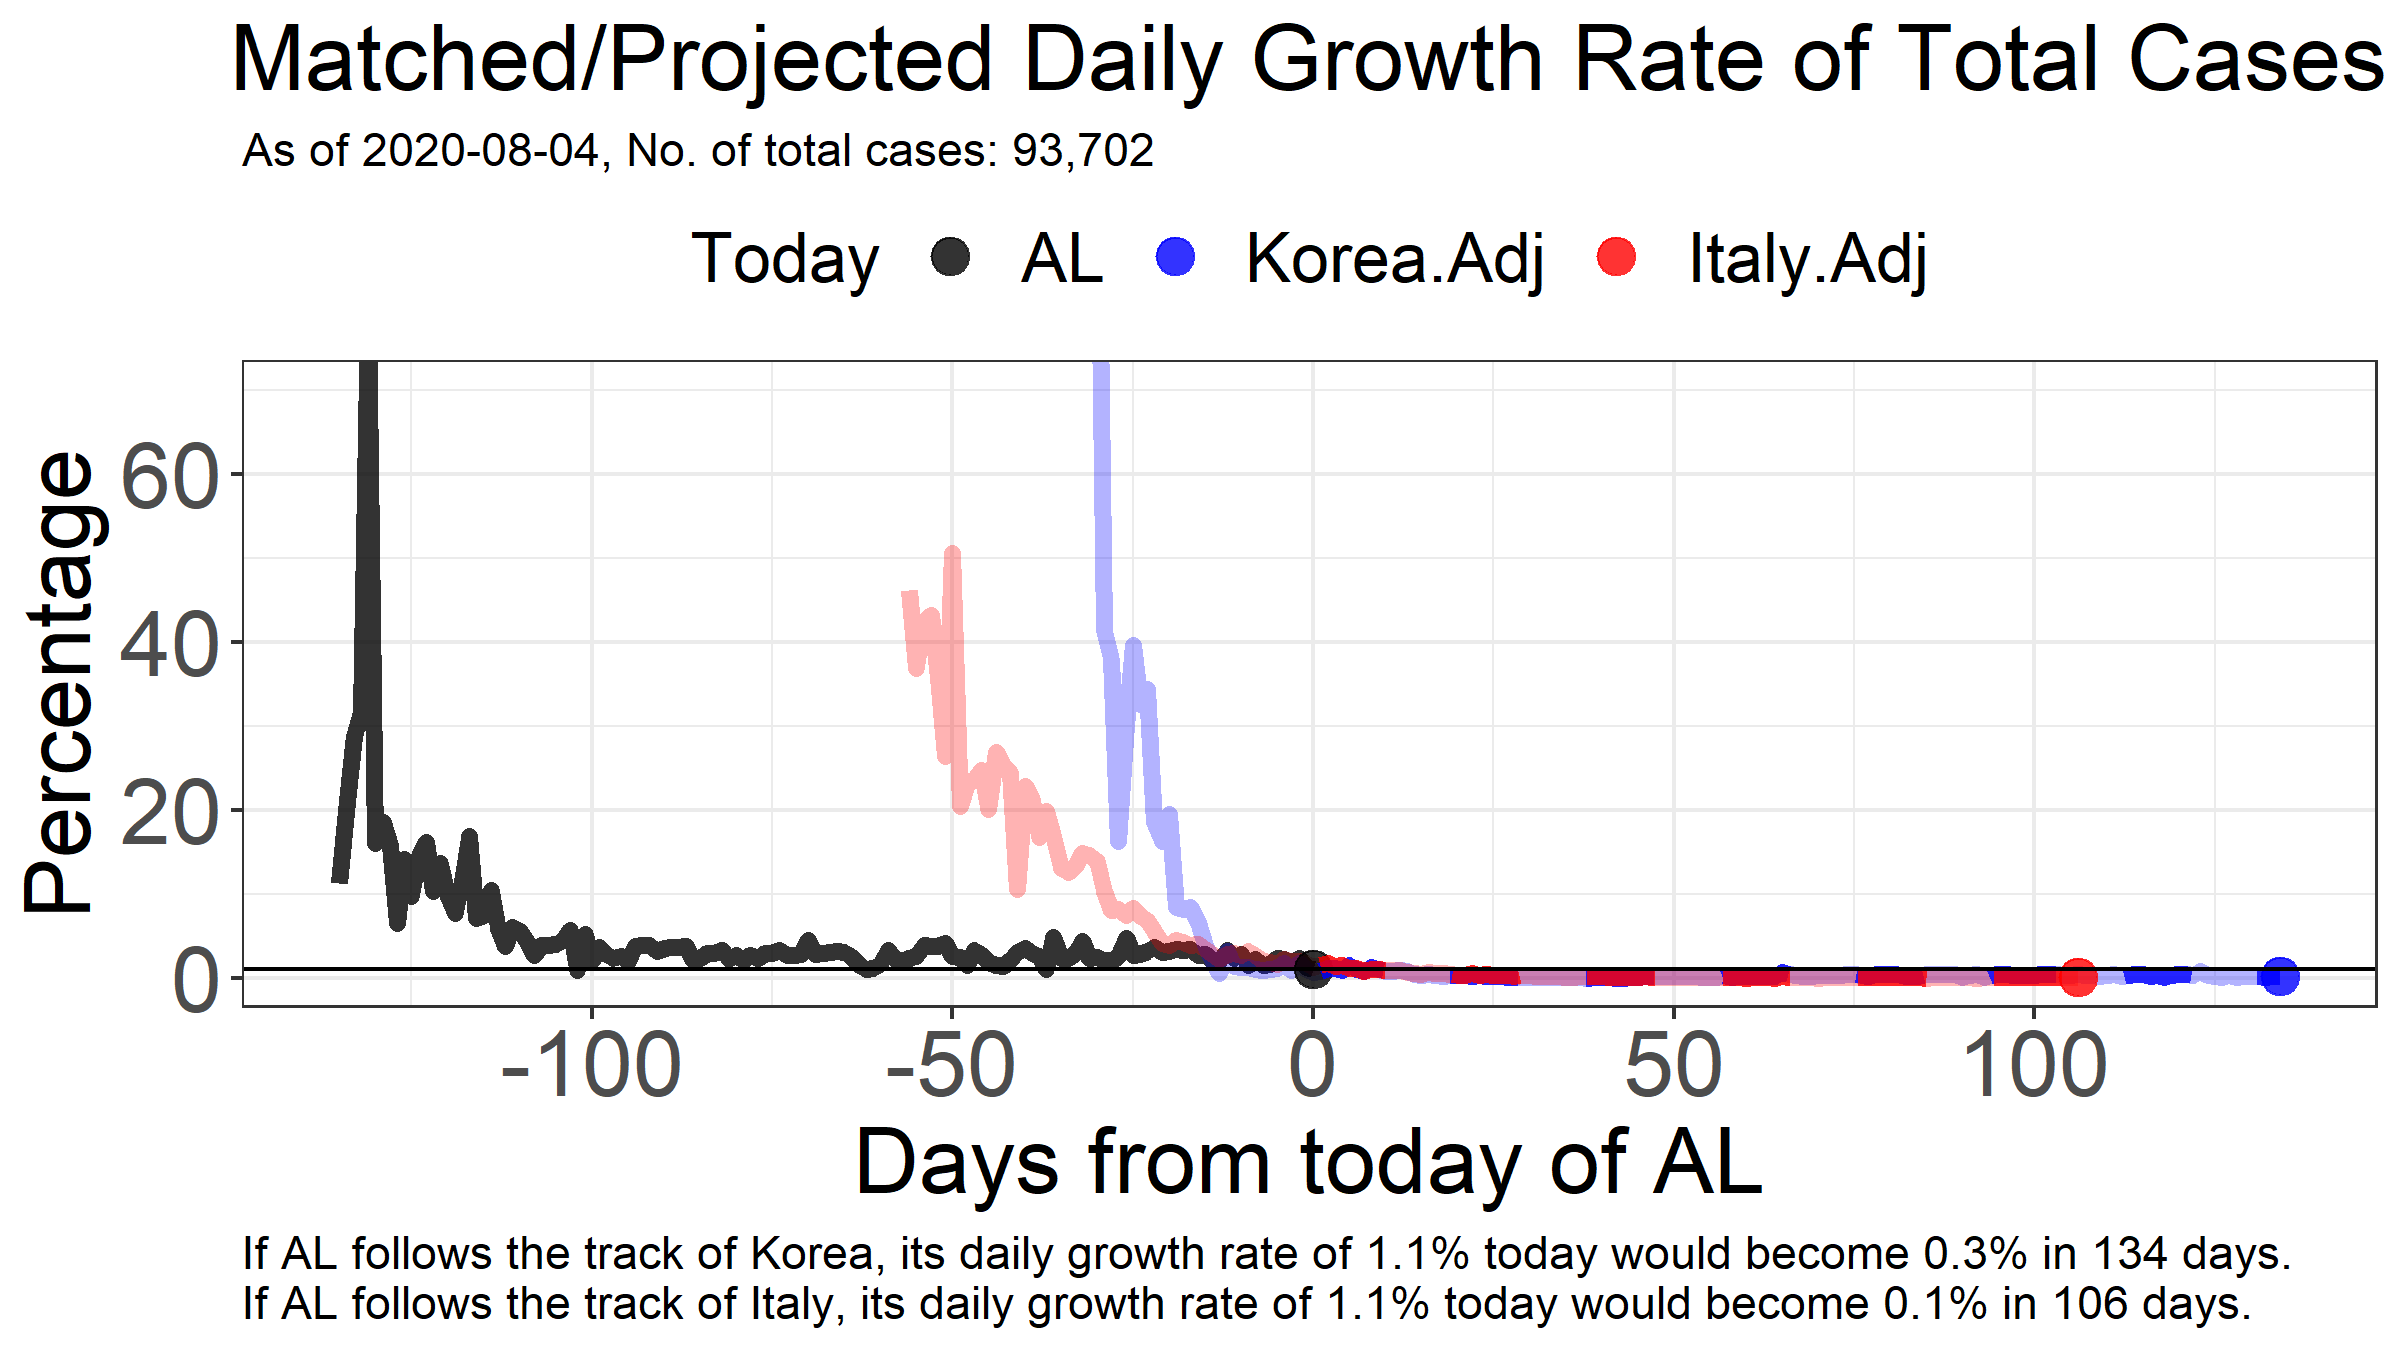 Matched/Projected Daily Growth Rate of Total Cases
As of 2020-08-04, No. of total cases: 93,702
Today AL Korea.Adj Italy.Adj
Percentage
60
40
20
0
-100 -50 0 50 100
Days from today of AL
If AL follows the track of Korea, its daily growth rate of 1.1% today would become 0.3% in 134 days.
If AL follows the track of Italy, its daily growth rate of 1.1% today would become 0.1% in 106 days.